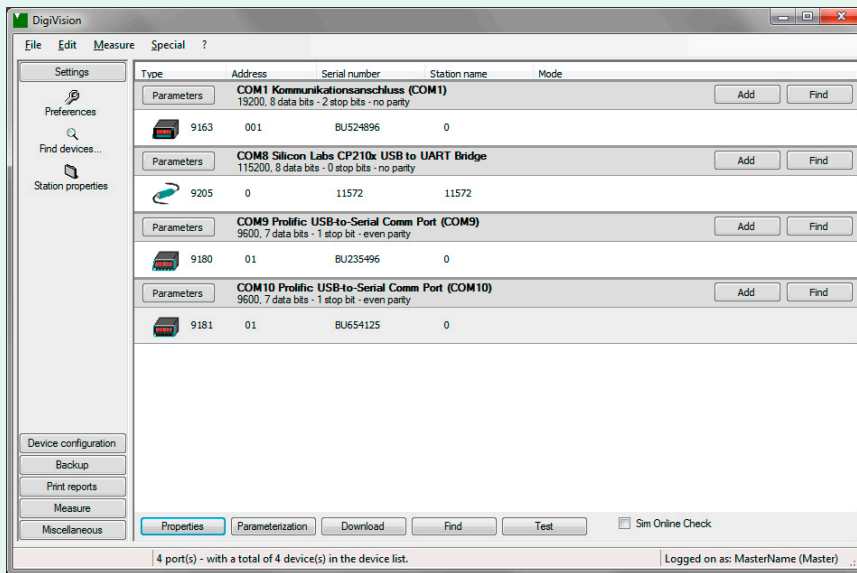 DigiVision
File Edit Measure Special ?
Settings
Preferences
Find devices...
Station properties
Device configuration
Backup
Print reports
Measure
Miscellaneous
Type Address Serial number Station name Mode
Parameters COM1 Kommunikationsanschluss (COM1) Add Find
19200, 8 data bits - 2 stop bits - no parity
9163 001 BU524896 0
Parameters COM8 Silicon Labs CP210x USB to UART Bridge Add Find
115200, 8 data bits - 0 stop bits - no parity
9205 0 11572 11572
Parameters COM9 Prolific USB-to-Serial Comm Port (COM9) Add Find
9600, 7 data bits - 1 stop bit - even parity
9180 01 BU235496 0
Parameters COM10 Prolific USB-to-Serial Comm Port (COM10) Add Find
9600, 7 data bits - 1 stop bit - even parity
9181 01 BU654125 0
Properties Parameterization Download Find Test Sim Online Check
4 port(s) - with a total of 4 device(s) in the device list. Logged on as: MasterName (Master)